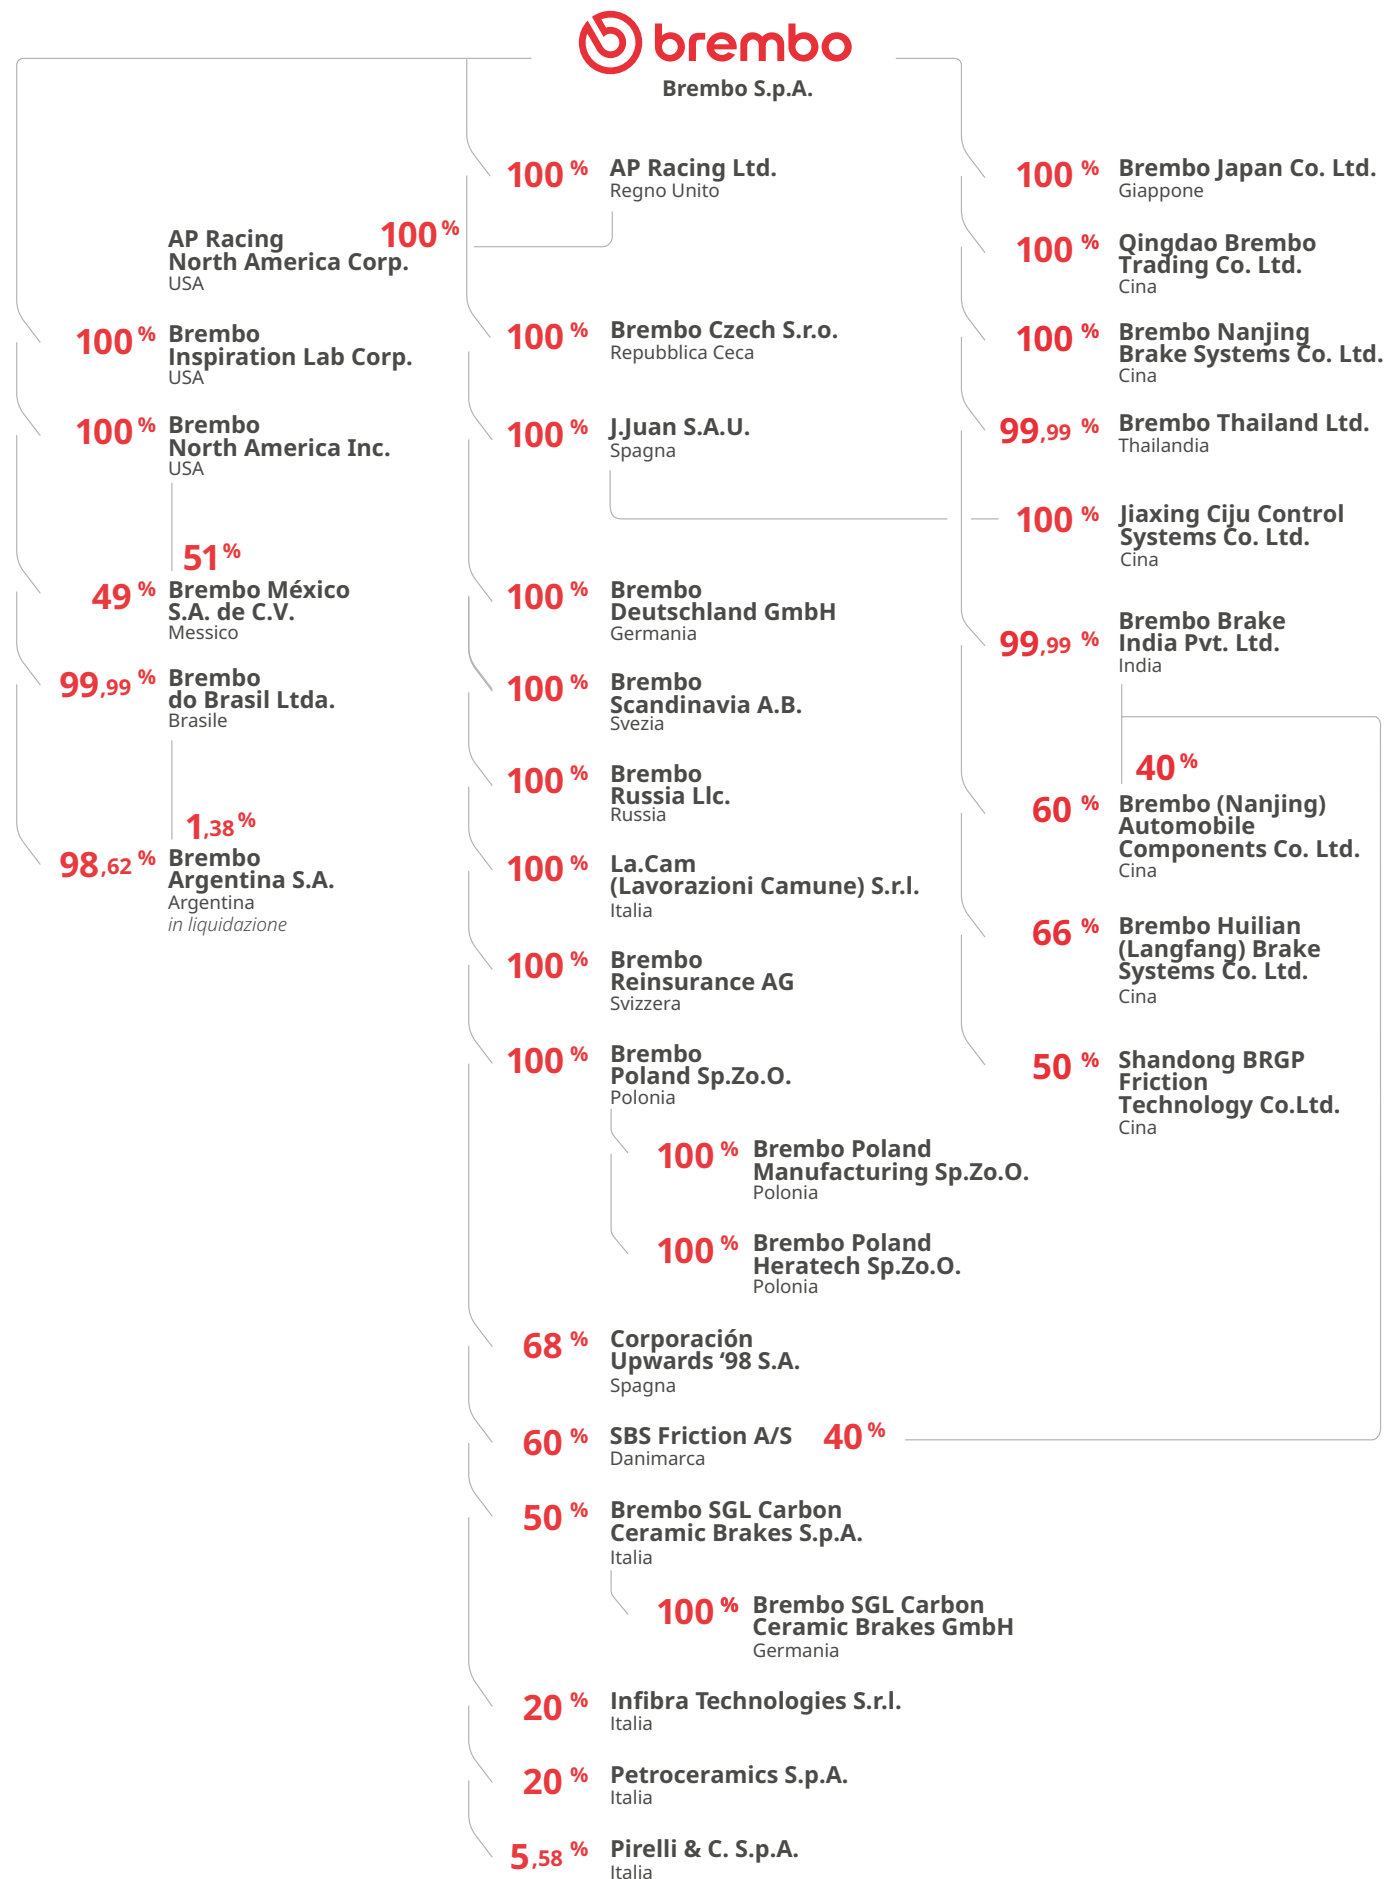 brembo
Brembo S.p.A.
AP Racing
North America Corp.
USA
100%
100% Brembo
Inspiration Lab Corp.
USA
100% Brembo
North America Inc.
USA
51%
49% Brembo México
S.A. de C.V.
Messico
99,99% Brembo
do Brasil Ltda.
Brasile
1,38%
98,62% Brembo
Argentina S.A.
Argentina
in liquidazione
100% AP Racing Ltd.
Regno Unito
100% Brembo Czech S.r.o.
Repubblica Ceca
100% J.Juan S.A.U.
Spagna
100% Brembo
Deutschland GmbH
Germania
100% Brembo
Scandinavia A.B.
Svezia
100% Brembo
Russia Llc.
Russia
100% La.Cam
(Lavorazioni Camune) S.r.l.
Italia
100% Brembo
Reinsurance AG
Svizzera
100% Brembo
Poland Sp.Zo.O.
Polonia
100% Brembo Poland
Manufacturing Sp.Zo.O.
Polonia
100% Brembo Poland
Heratech Sp.Zo.O.
Polonia
68% Corporación
Upwards ‘98 S.A.
Spagna
60% SBS Friction A/S 40%
Danimarca
50% Brembo SGL Carbon
Ceramic Brakes S.p.A.
Italia
100% Brembo SGL Carbon
Ceramic Brakes GmbH
Germania
20% Infibra Technologies S.r.l.
Italia
20% Petroceramics S.p.A.
Italia
5,58% Pirelli & C. S.p.A.
Italia
100% Brembo Japan Co. Ltd.
Giappone
100% Qingdao Brembo
Trading Co. Ltd.
Cina
100% Brembo Nanjing
Brake Systems Co. Ltd.
Cina
99,99% Brembo Thailand Ltd.
Thailandia
100% Jiaxing Ciju Control
Systems Co. Ltd.
Cina
99,99% Brembo Brake
India Pvt. Ltd.
India
40%
60% Brembo (Nanjing)
Automobile
Components Co. Ltd.
Cina
66% Brembo Huilian
(Langfang) Brake
Systems Co. Ltd.
Cina
50% Shandong BRGP
Friction
Technology Co.Ltd.
Cina